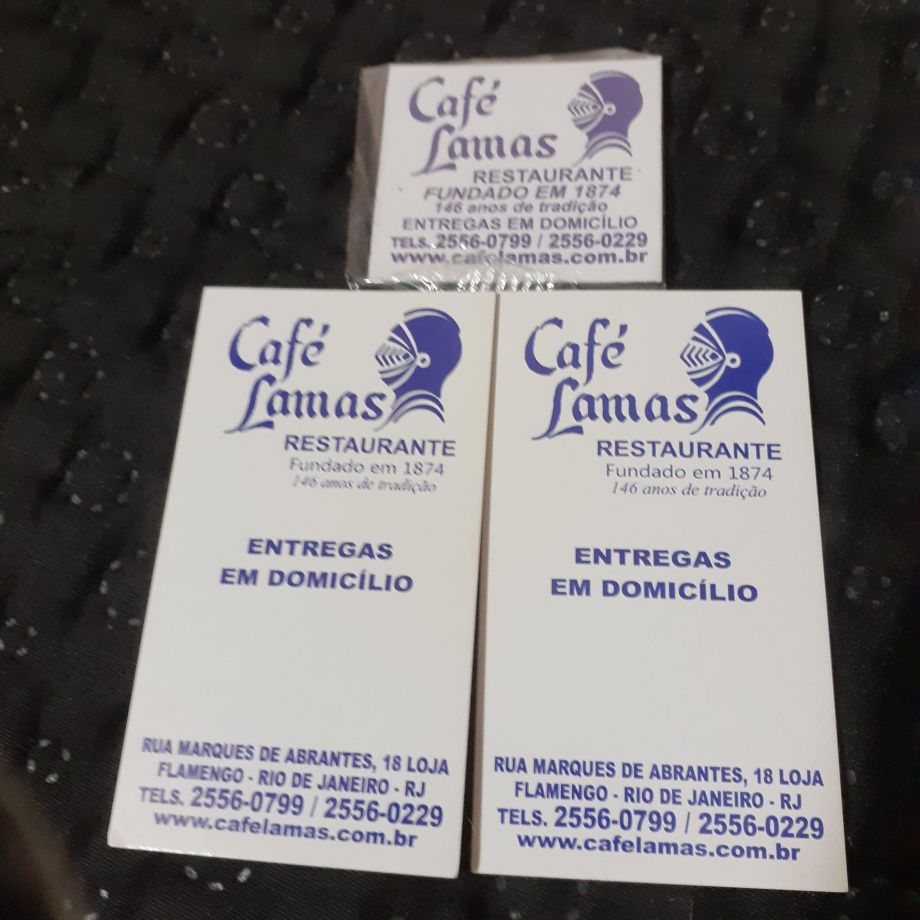 Café
Lamas
RESTAURANTE
FUNDADO EM 1874
146 anos de tradição
ENTREGAS EM DOMICÍLIO
TELS. 2556-0799 / 2556-0229
www.cafelamas.com.br
Café
Lamas
RESTAURANTE
Fundado em 1874
146 anos de tradição
ENTREGAS
EM DOMICÍLIO
RUA MARQUES DE ABRANTES, 18 LOJA
FLAMENGO - RIO DE JANEIRO - RJ
TELS. 2556-0799 / 2556-0229
www.cafelamas.com.br
Café
Lamas
RESTAURANTE
Fundado em 1874
146 anos de tradição
ENTREGAS
EM DOMICÍLIO
RUA MARQUES DE ABRANTES, 18 LOJA
FLAMENGO - RIO DE JANEIRO - RJ
TELS. 2556-0799 / 2556-0229
www.cafelamas.com.br